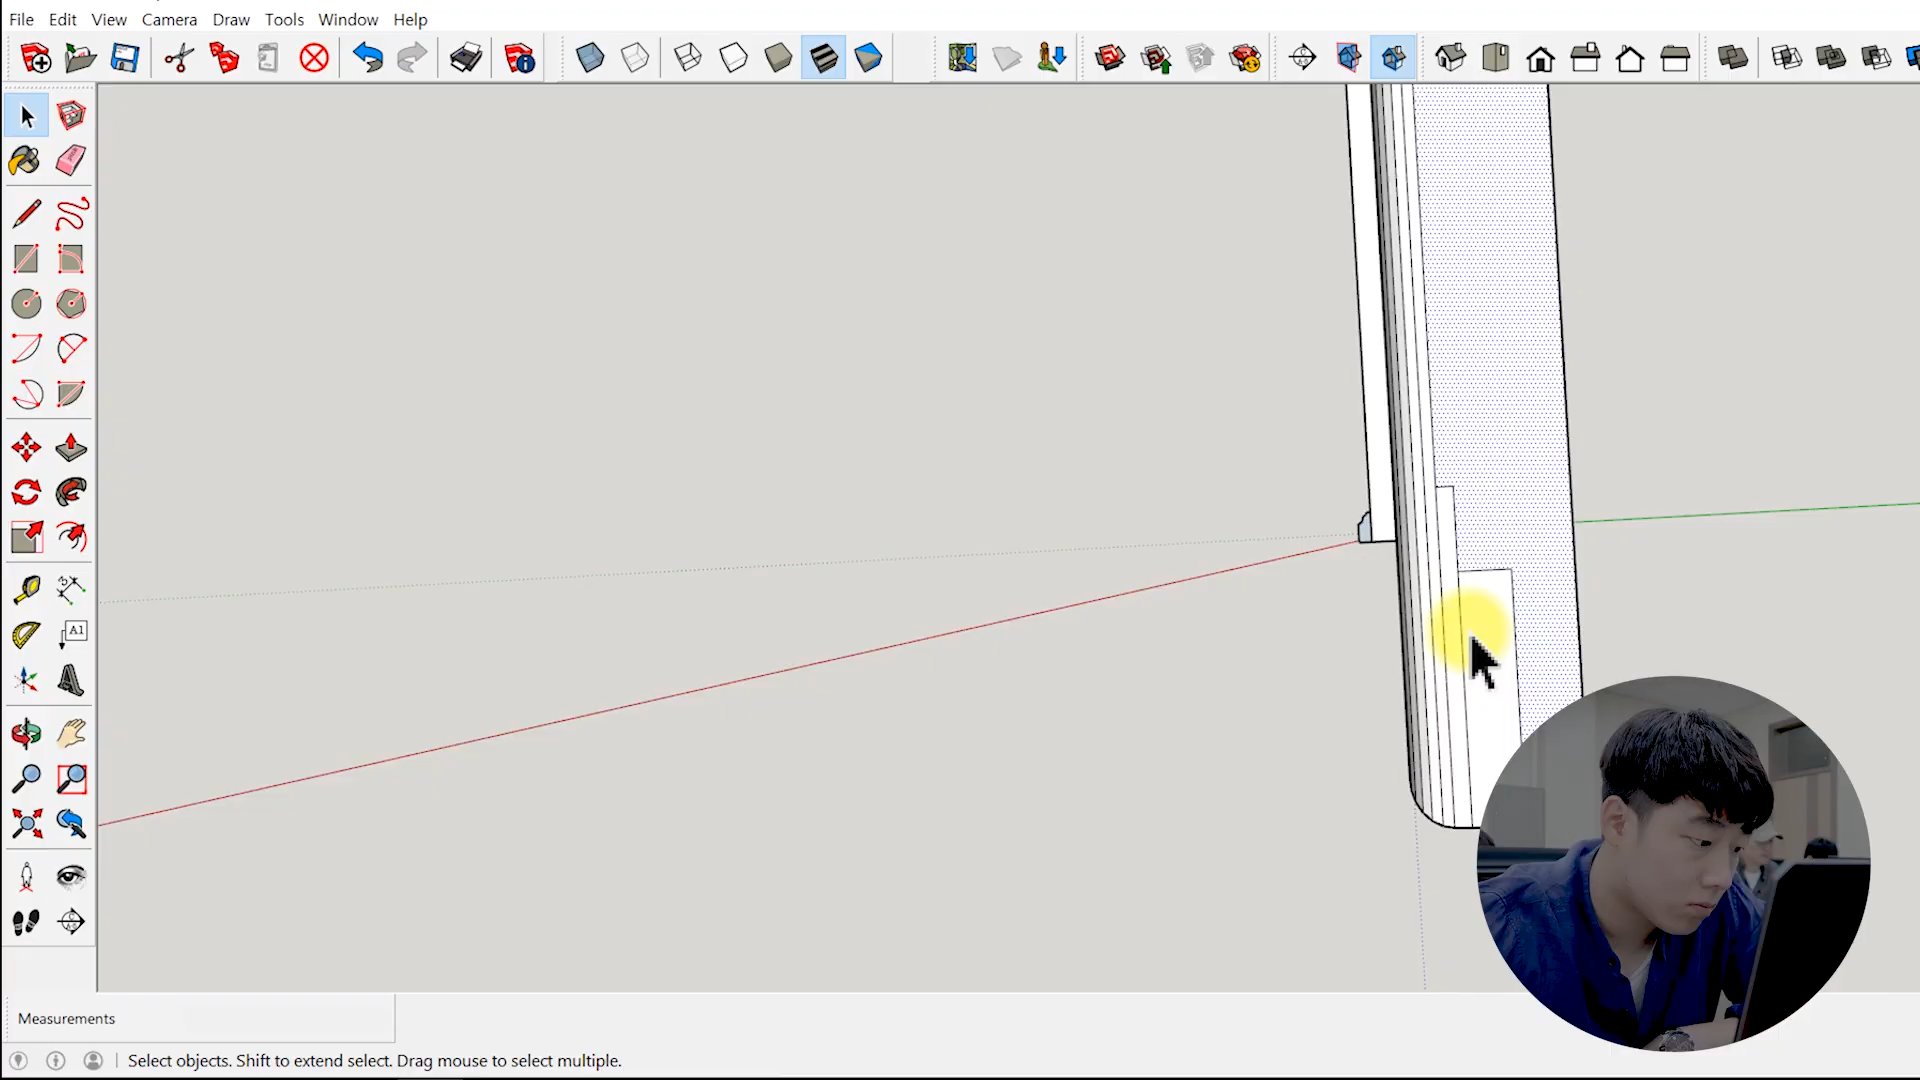 File Edit View Camera Draw Tools Window Help
A1
Measurements
Select objects. Shift to extend select. Drag mouse to select multiple.